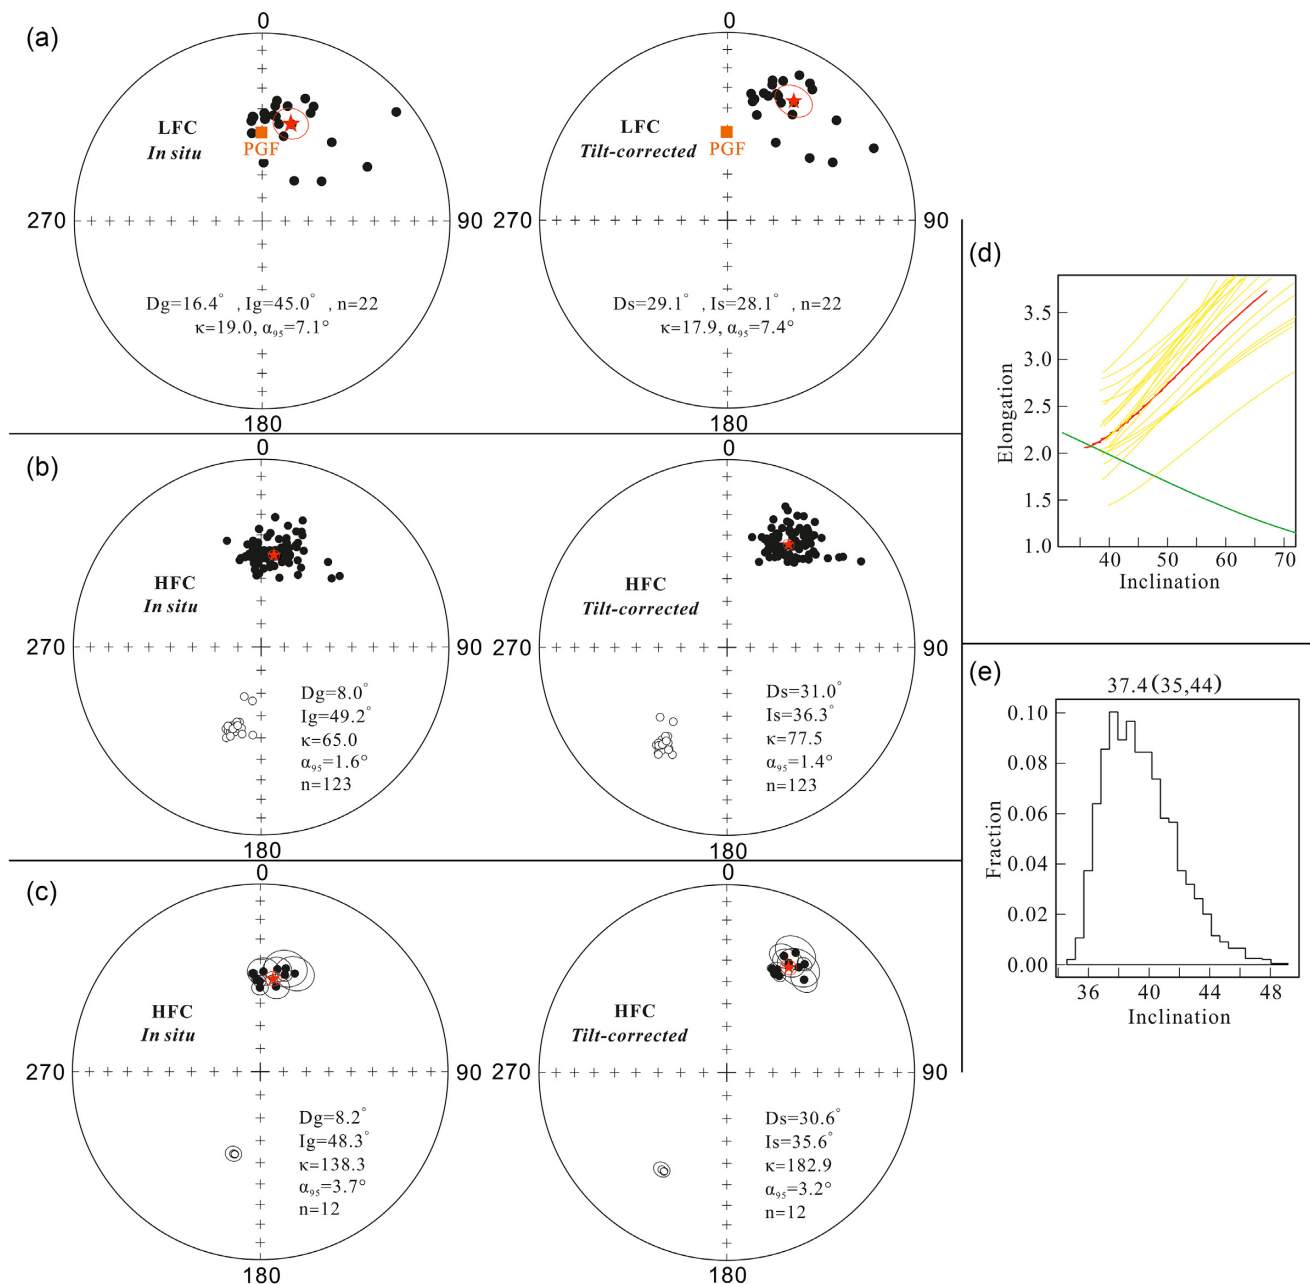 (a)
0
0
LFC
In situ
PGF
LFC
Tilt-corrected
PGF
270
90
270
90
Dg=16.4° , Ig=45.0° , n=22
κ=19.0, α95=7.1°
Ds=29.1° , Is=28.1° , n=22
κ=17.9, α95=7.4°
180
180
(b)
0
0
HFC
In situ
HFC
Tilt-corrected
270
90
270
90
Dg=8.0°
Ig=49.2°
κ=65.0
α95=1.6°
n=123
Ds=31.0°
Is=36.3°
κ=77.5
α95=1.4°
n=123
180
180
(c)
0
0
HFC
In situ
HFC
Tilt-corrected
270
90
270
90
Dg=8.2°
Ig=48.3°
κ=138.3
α95=3.7°
n=12
Ds=30.6°
Is=35.6°
κ=182.9
α95=3.2°
n=12
180
180
(d)
Elongation
3.5
3.0
2.5
2.0
1.5
1.0
40 50 60 70
Inclination
(e)
37.4(35,44)
Fraction
0.10
0.08
0.06
0.04
0.02
0.00
36 40 44 48
Inclination